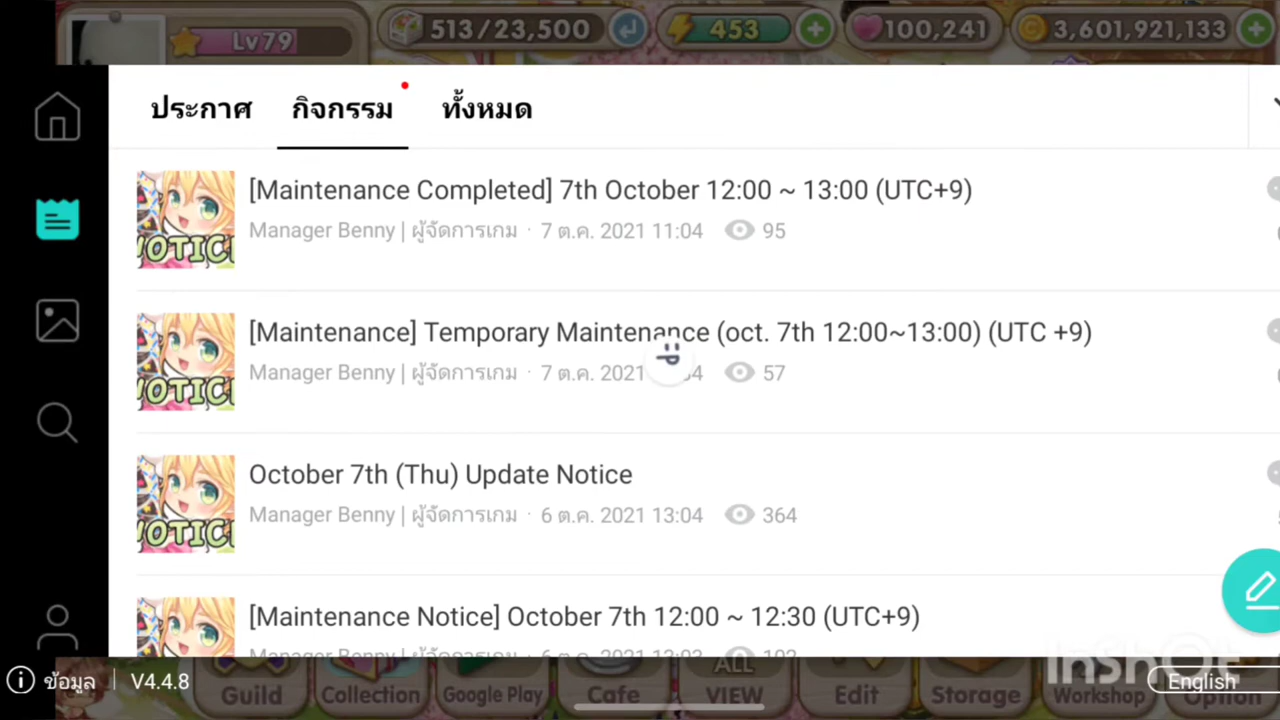 Lv79 513/23,500 453 100,241 3,601,921,133
ประกาศ กิจกรรม ทั้งหมด
[Maintenance Completed] 7th October 12:00 ~ 13:00 (UTC+9)
Manager Benny | ผู้จัดการเกม · 7 ต.ค. 2021 11:04 95
NOTICE
[Maintenance] Temporary Maintenance (oct. 7th 12:00~13:00) (UTC +9)
Manager Benny | ผู้จัดการเกม · 7 ต.ค. 2021 57
NOTICE
October 7th (Thu) Update Notice
Manager Benny | ผู้จัดการเกม · 6 ต.ค. 2021 13:04 364
NOTICE
[Maintenance Notice] October 7th 12:00 ~ 12:30 (UTC+9)
InShOt
ข้อมูล V4.4.8 English
Guild Collection Google Play Cafe ALL VIEW Edit Storage Workshop Option